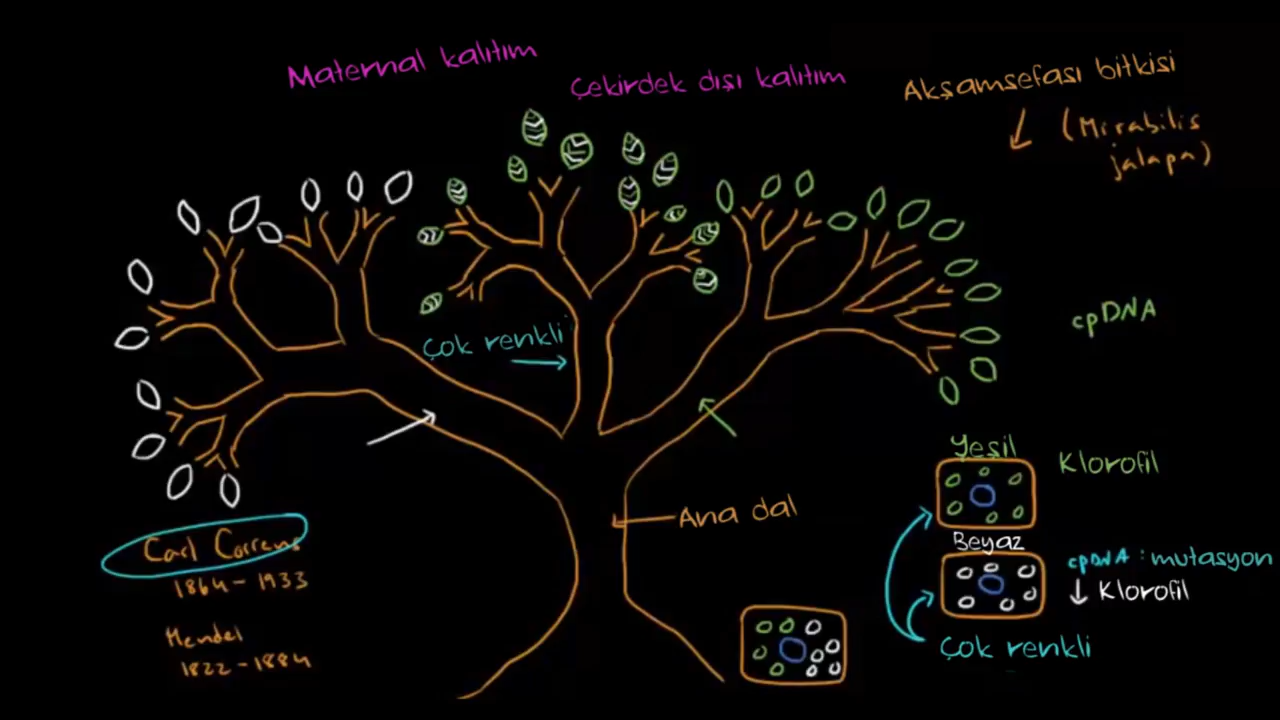 Maternal kalıtım
Çekirdek dışı kalıtım
Akşamsefası bitkisi
(Mirabilis
jalapa)
Çok renkli
cpDNA
Yeşil
Klorofil
Ana dal
Carl Correns
1864 - 1933
Beyaz
cpDNA : mutasyon
↓ Klorofil
Mendel
1822 - 1884
Çok renkli